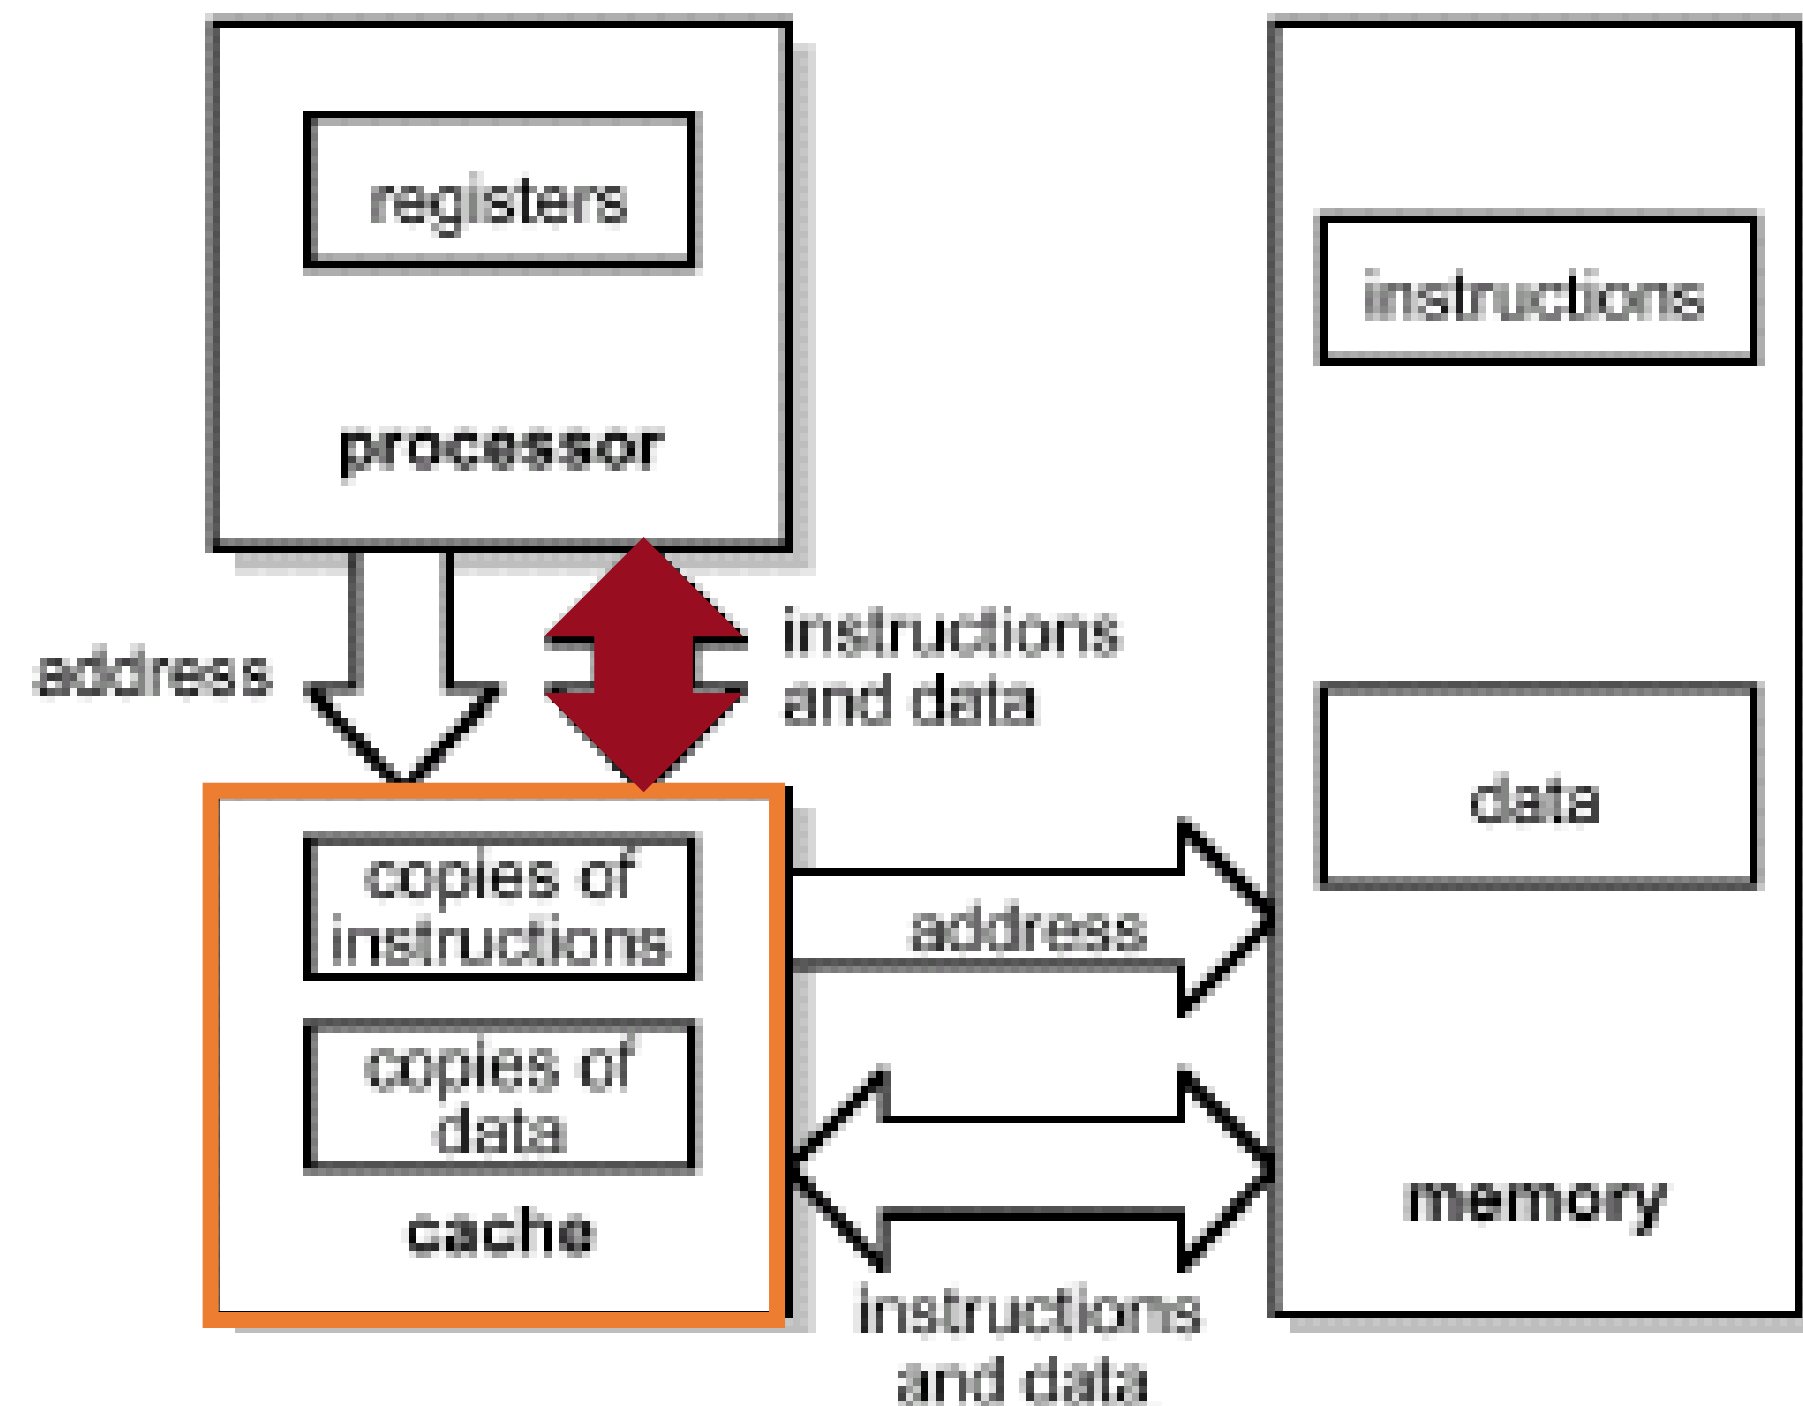 registers
processor
instructions
data
memory
address
instructions
and data
copies of
instructions
copies of
data
cache
address
instructions
and data